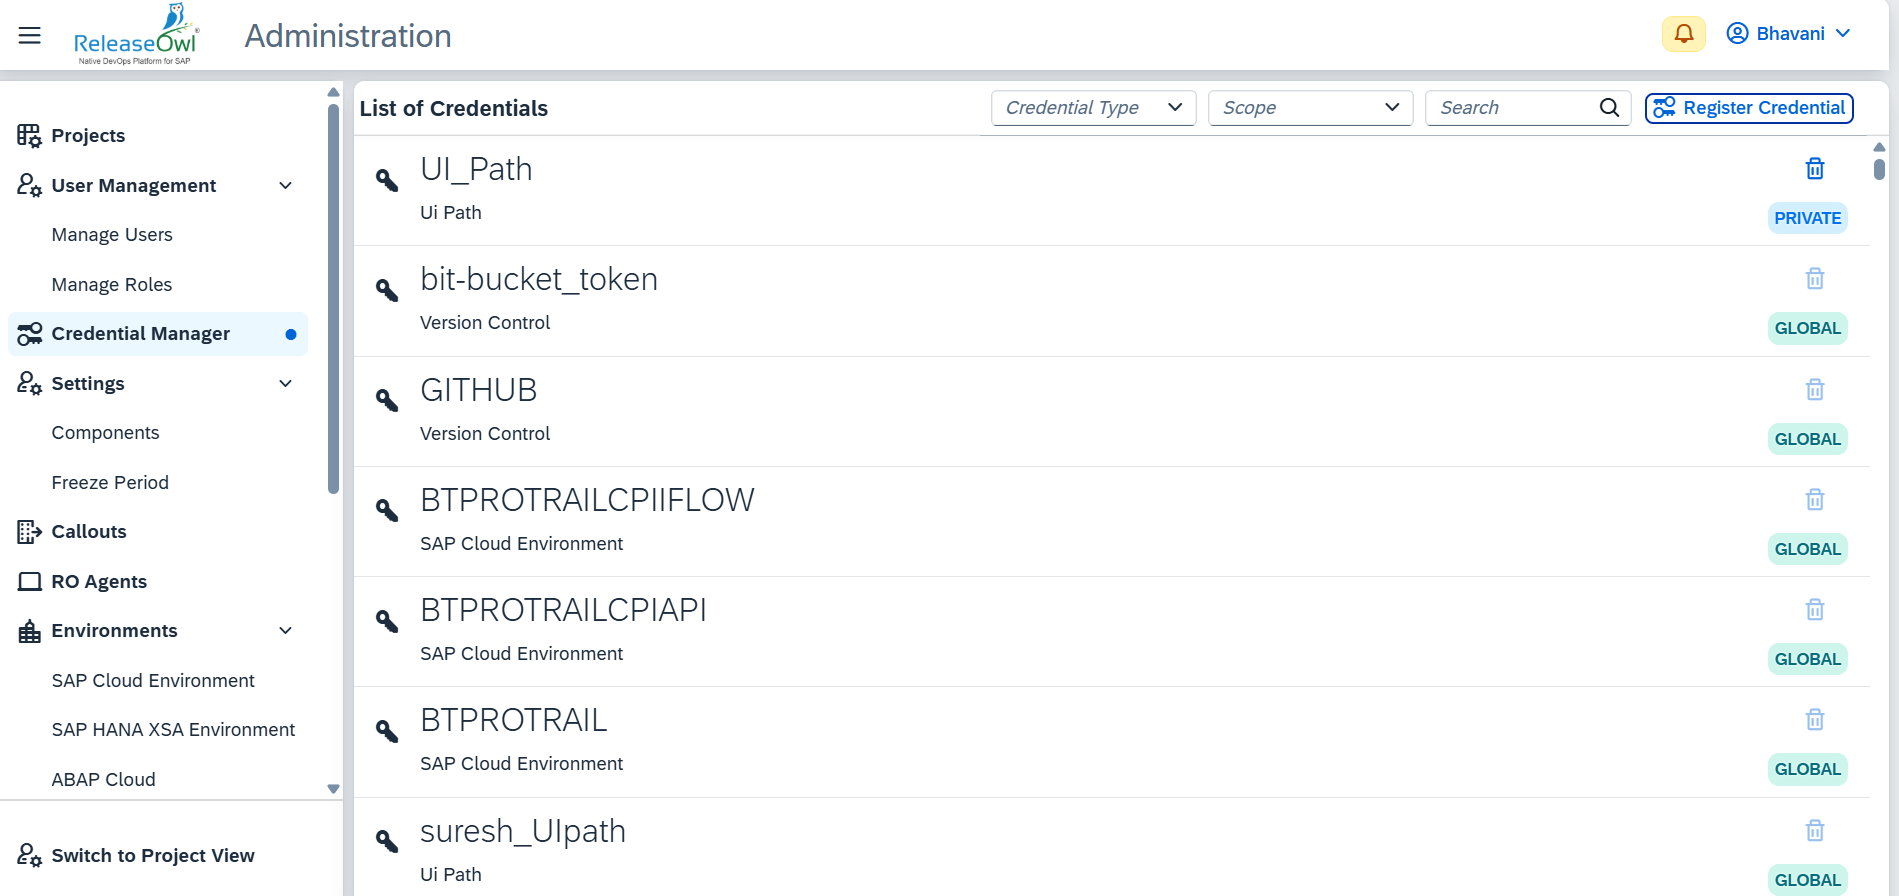 ReleaseOwl®
Native DevOps Platform for SAP
Administration
Bhavani
Projects
User Management
Manage Users
Manage Roles
Credential Manager
Settings
Components
Freeze Period
Callouts
RO Agents
Environments
SAP Cloud Environment
SAP HANA XSA Environment
ABAP Cloud
Switch to Project View
List of Credentials
Credential Type
Scope
Search
Register Credential
UI_Path
Ui Path
PRIVATE
bit-bucket_token
Version Control
GLOBAL
GITHUB
Version Control
GLOBAL
BTPROTRAILCPIIFLOW
SAP Cloud Environment
GLOBAL
BTPROTRAILCPIAPI
SAP Cloud Environment
GLOBAL
BTPROTRAIL
SAP Cloud Environment
GLOBAL
suresh_UIpath
Ui Path
GLOBAL